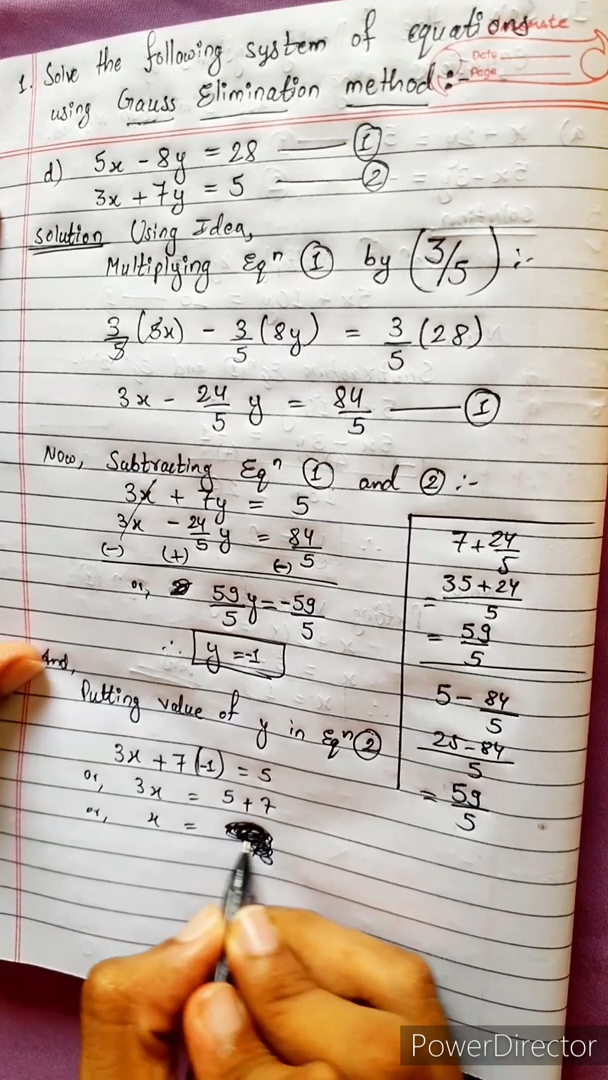 Date
Page
1. Solve the following system of equations
using Gauss Elimination method :-
d) 5x - 8y = 28 —— ①
3x + 7y = 5 —— ②
Solution Using Idea,
Multiplying Eqⁿ ① by (3/5) :-
3/5 (5x) - 3/5 (8y) = 3/5 (28)
3x - 24/5 y = 84/5 —— ①
Now, Subtracting Eqⁿ ① and ② :-
3x + 7y = 5
3x - 24/5 y = 84/5
(-) (+) (-)
or, 59/5 y = -59/5
∴ y = -1
And,
Putting value of y in Eqⁿ ②
3x + 7(-1) = 5
or, 3x = 5 + 7
or, x =
7 + 24/5
= 35 + 24/5
= 59/5
5 - 84/5
25 - 84/5
= 59/5
PowerDirector